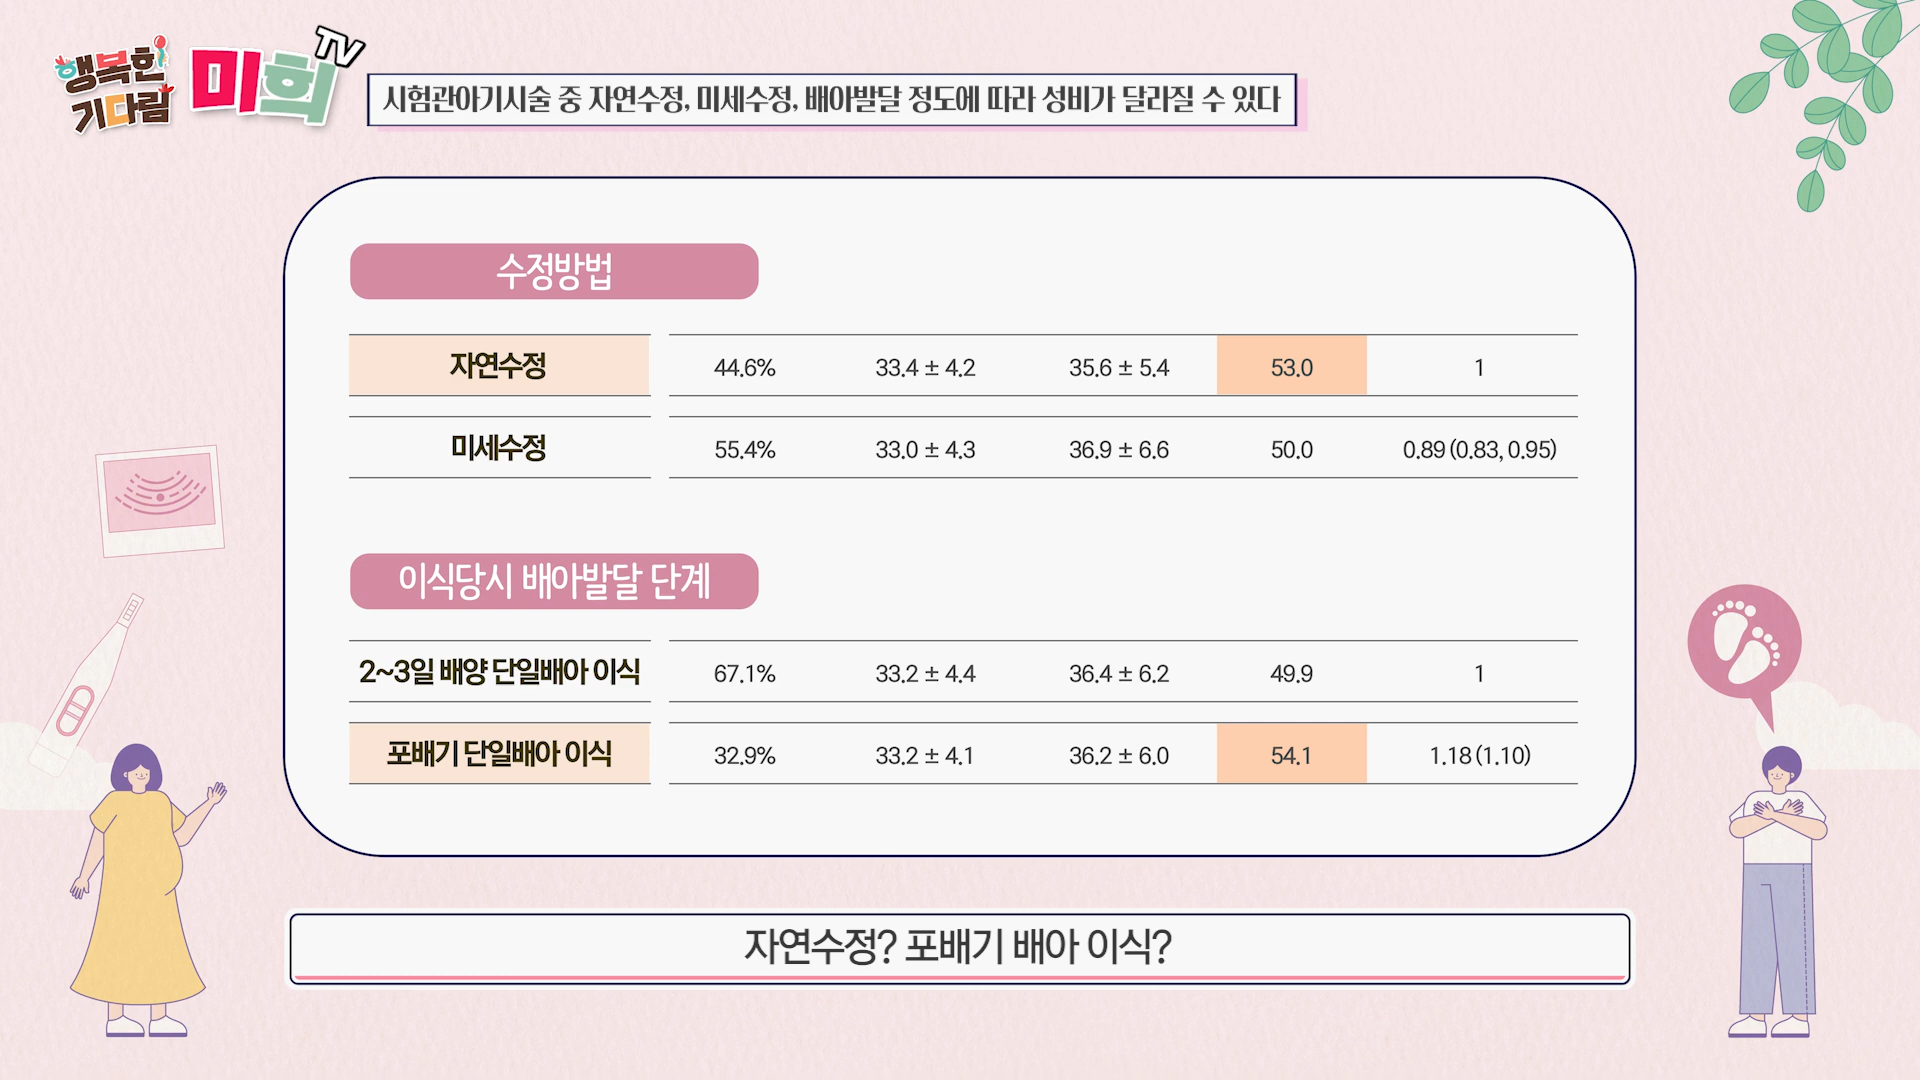 행복한
기다림
미희 TV
시험관아기시술 중 자연수정, 미세수정, 배아발달 정도에 따라 성비가 달라질 수 있다
수정방법
자연수정 44.6% 33.4 ± 4.2 35.6 ± 5.4 53.0 1
미세수정 55.4% 33.0 ± 4.3 36.9 ± 6.6 50.0 0.89 (0.83, 0.95)
이식당시 배아발달 단계
2~3일 배양 단일배아 이식 67.1% 33.2 ± 4.4 36.4 ± 6.2 49.9 1
포배기 단일배아 이식 32.9% 33.2 ± 4.1 36.2 ± 6.0 54.1 1.18 (1.10)
자연수정? 포배기 배아 이식?